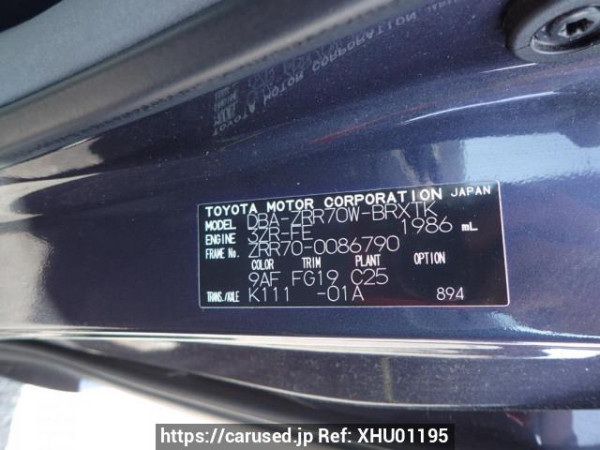 TOYOTA MOTOR CORPORATION JAPAN
MODEL DBA-ZRR70W-BRXTK
ENGINE 3ZR-FE 1986 mL
FRAME No. ZRR70-0086790
COLOR TRIM PLANT OPTION
9AF FG19 C25
TRANS./AXLE K111 -01A 894
https://carused.jp Ref: XHU01195